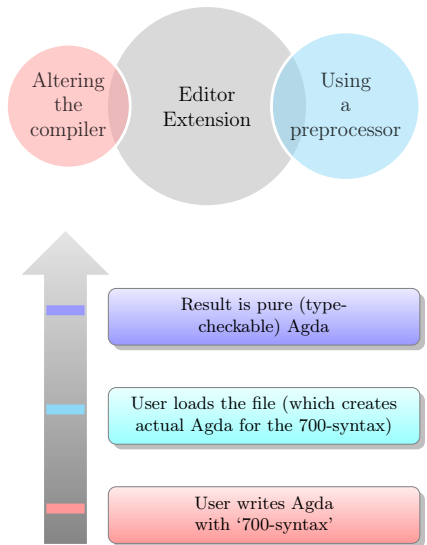 Altering
the
compiler
Editor
Extension
Using
a
preprocessor
Result is pure (type-
checkable) Agda
User loads the file (which creates
actual Agda for the 700-syntax)
User writes Agda
with ‘700-syntax’